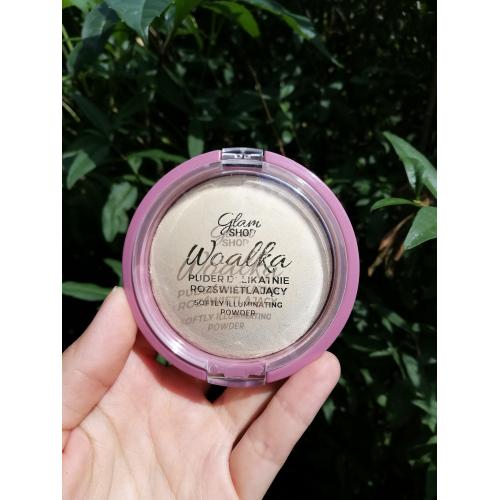 Glam
SHOP
Woalka
PUDER DELIKATNIE
ROZŚWIETLAJĄCY
SOFTLY ILLUMINATING
POWDER